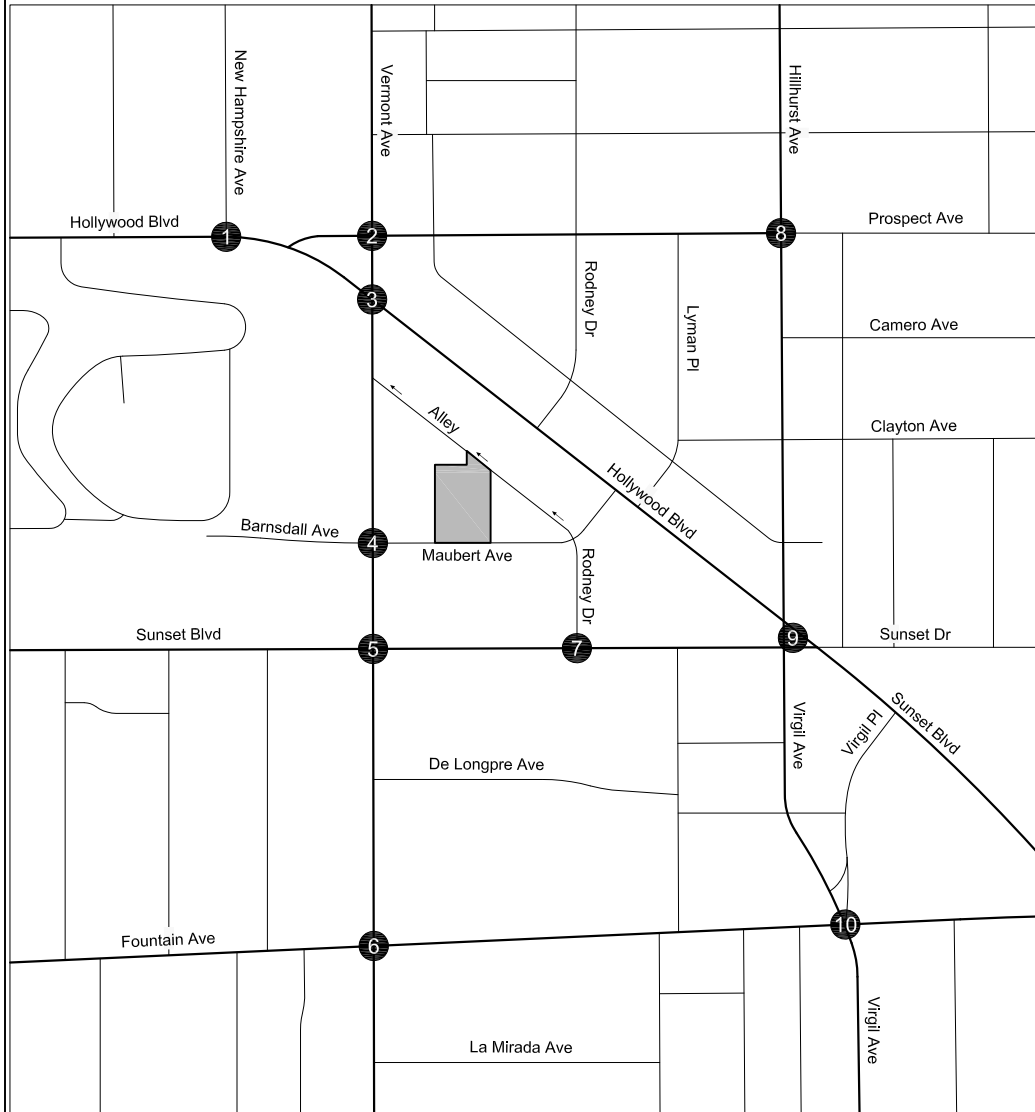 New Hampshire Ave
Vermont Ave
Hillhurst Ave
Hollywood Blvd
Prospect Ave
1
2
8
3
Rodney Dr
Lyman Pl
Camero Ave
Alley
Clayton Ave
Hollywood Blvd
Barnsdall Ave
4
Maubert Ave
Rodney Dr
Sunset Blvd
5
7
9
Sunset Dr
Virgil Ave
Virgil Pl
Sunset Blvd
De Longpre Ave
Fountain Ave
6
10
Virgil Ave
La Mirada Ave